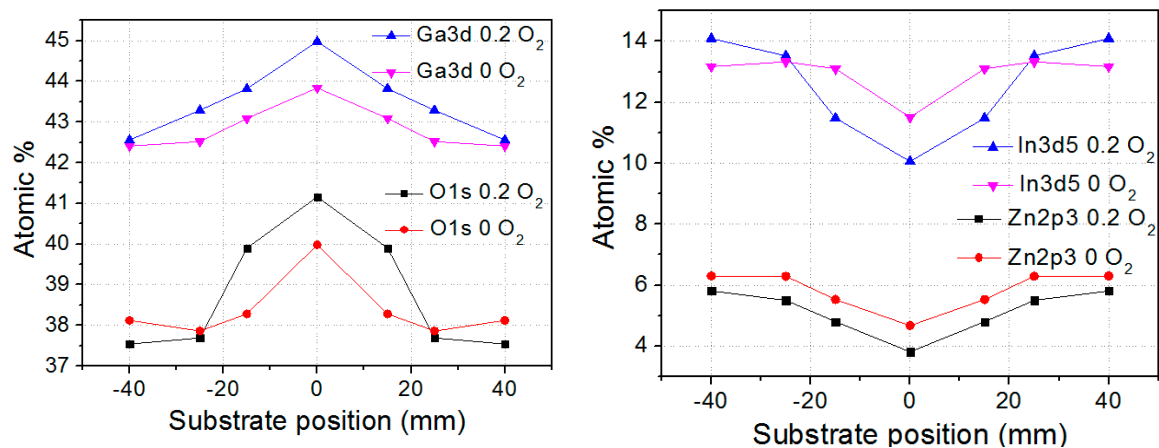 45
44
43
42
41
40
39
38
37
Atomic %
Ga3d 0.2 O₂
Ga3d 0 O₂
O1s 0.2 O₂
O1s 0 O₂
-40 -20 0 20 40
Substrate position (mm)
14
12
10
8
6
4
Atomic %
In3d5 0.2 O₂
In3d5 0 O₂
Zn2p3 0.2 O₂
Zn2p3 0 O₂
-40 -20 0 20 40
Substrate position (mm)